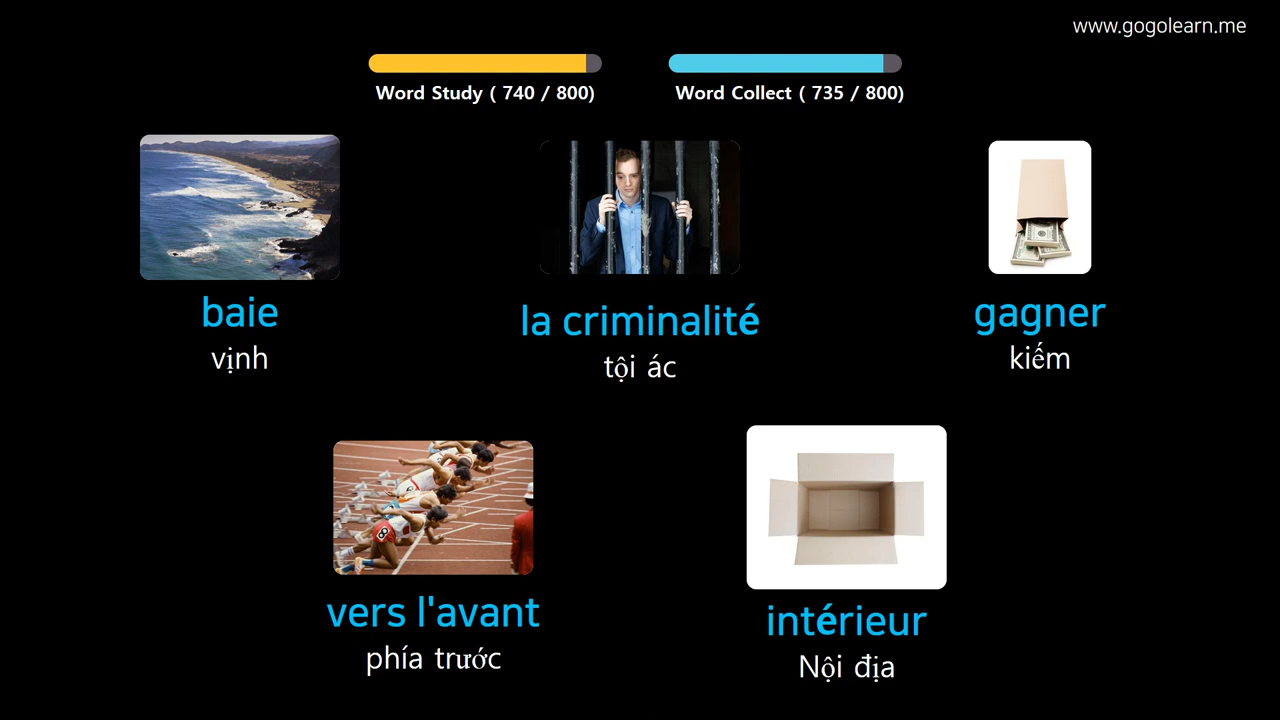 www.gogolearn.me
Word Study ( 740 / 800)
Word Collect ( 735 / 800)
baie
vịnh
la criminalité
tội ác
gagner
kiếm
8
vers l'avant
phía trước
intérieur
Nội địa